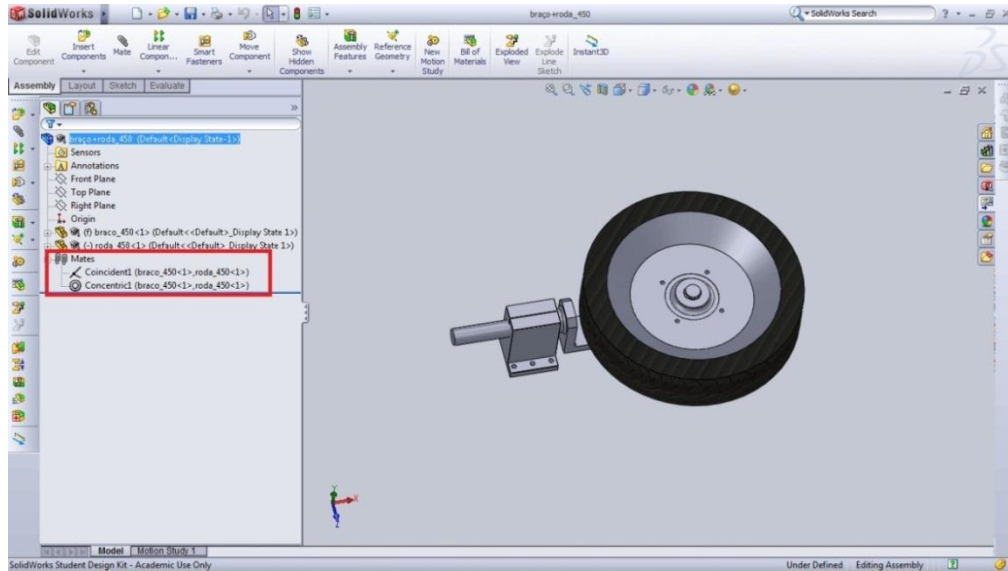 SolidWorks
braço+roda_450
SolidWorks Search
Edit Component
Insert Components
Mate
Linear Compon...
Smart Fasteners
Move Component
Show Hidden Components
Assembly Features
Reference Geometry
New Motion Study
Bill of Materials
Exploded View
Explode Line Sketch
Instant3D
Assembly Layout Sketch Evaluate
braço+roda_450 (Default<Display State-1>)
Sensors
Annotations
Front Plane
Top Plane
Right Plane
Origin
(f) braco_450<1> (Default<<Default>_Display State 1>)
(-) roda_450<1> (Default<<Default>_Display State 1>)
Mates
Coincident1 (braco_450<1>,roda_450<1>)
Concentric1 (braco_450<1>,roda_450<1>)
Y
X
Z
Model Motion Study 1
SolidWorks Student Design Kit - Academic Use Only
Under Defined Editing Assembly